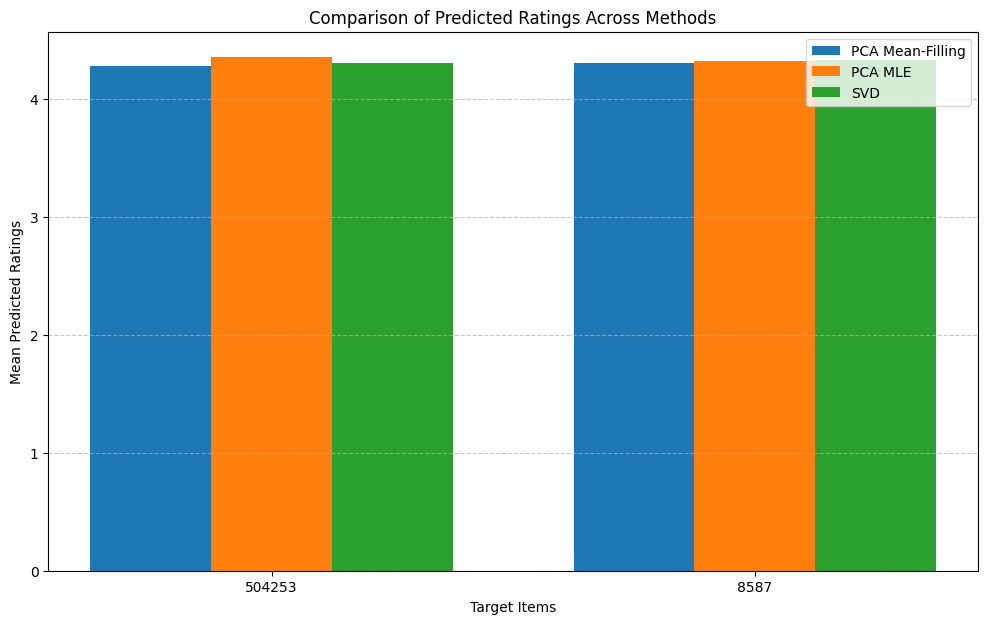 Comparison of Predicted Ratings Across Methods
PCA Mean-Filling
PCA MLE
SVD
Mean Predicted Ratings
4
3
2
1
0
504253
8587
Target Items